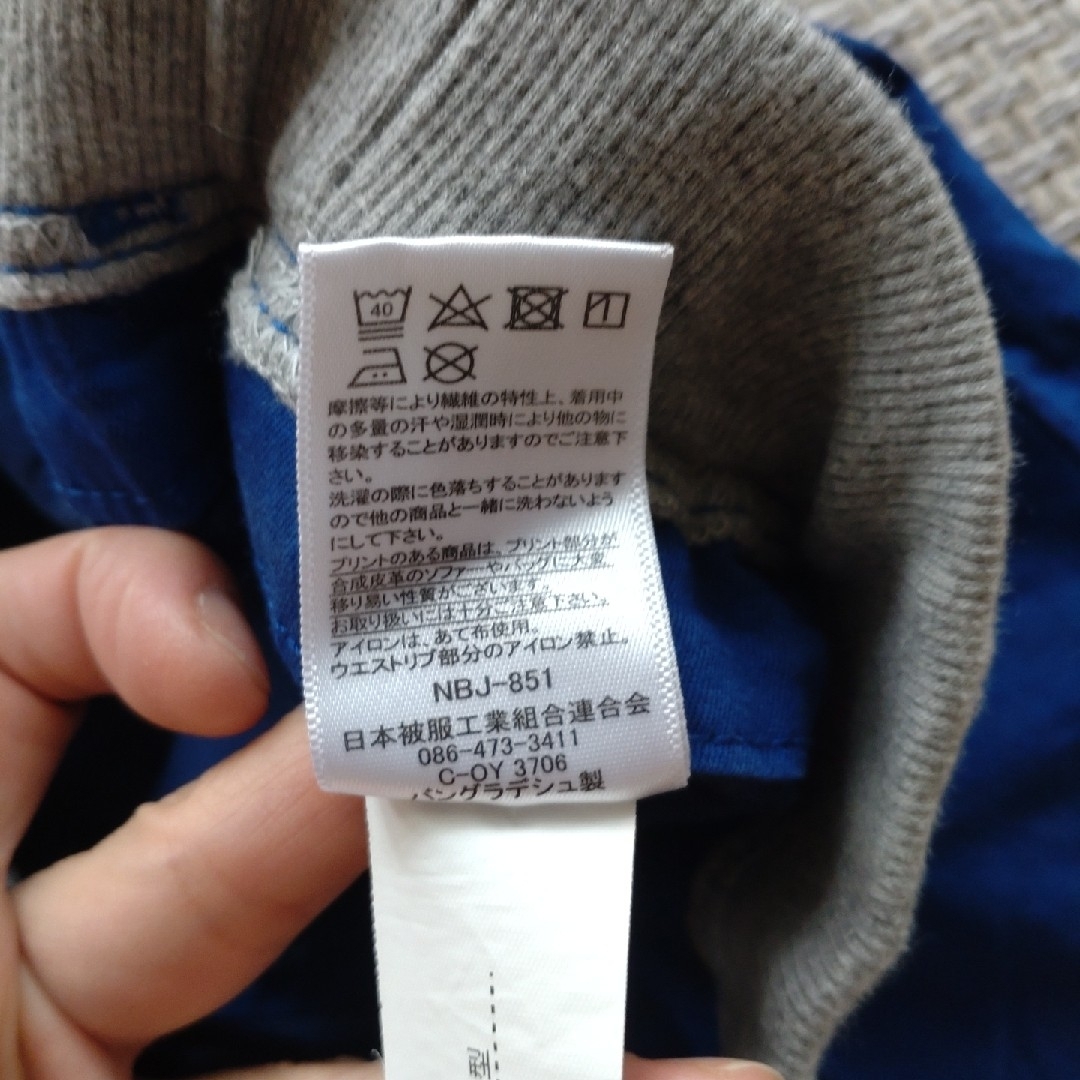 40
摩擦等により繊維の特性上、着用中
の多量の汗や湿潤時により他の物に
移染することがありますのでご注意下
さい。
洗濯の際に色落ちすることがあります
ので他の商品と一緒に洗わないよう
にして下さい。
プリントのある商品は、プリント部分が
合成皮革のソファーやバッグに大変
移り易い性質がございます。
お取り扱いには十分ご注意下さい。
アイロンは、あて布使用。
ウエストリブ部分のアイロン禁止。
NBJ-851
日本被服工業組合連合会
086-473-3411
C-OY 3706
バングラデシュ製
型